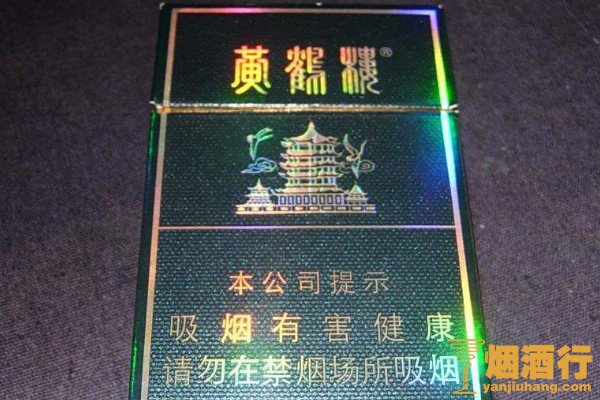 黄鹤楼®
本公司提示
吸烟有害健康
请勿在禁烟场所吸烟
烟酒行
yanjiuhang.com